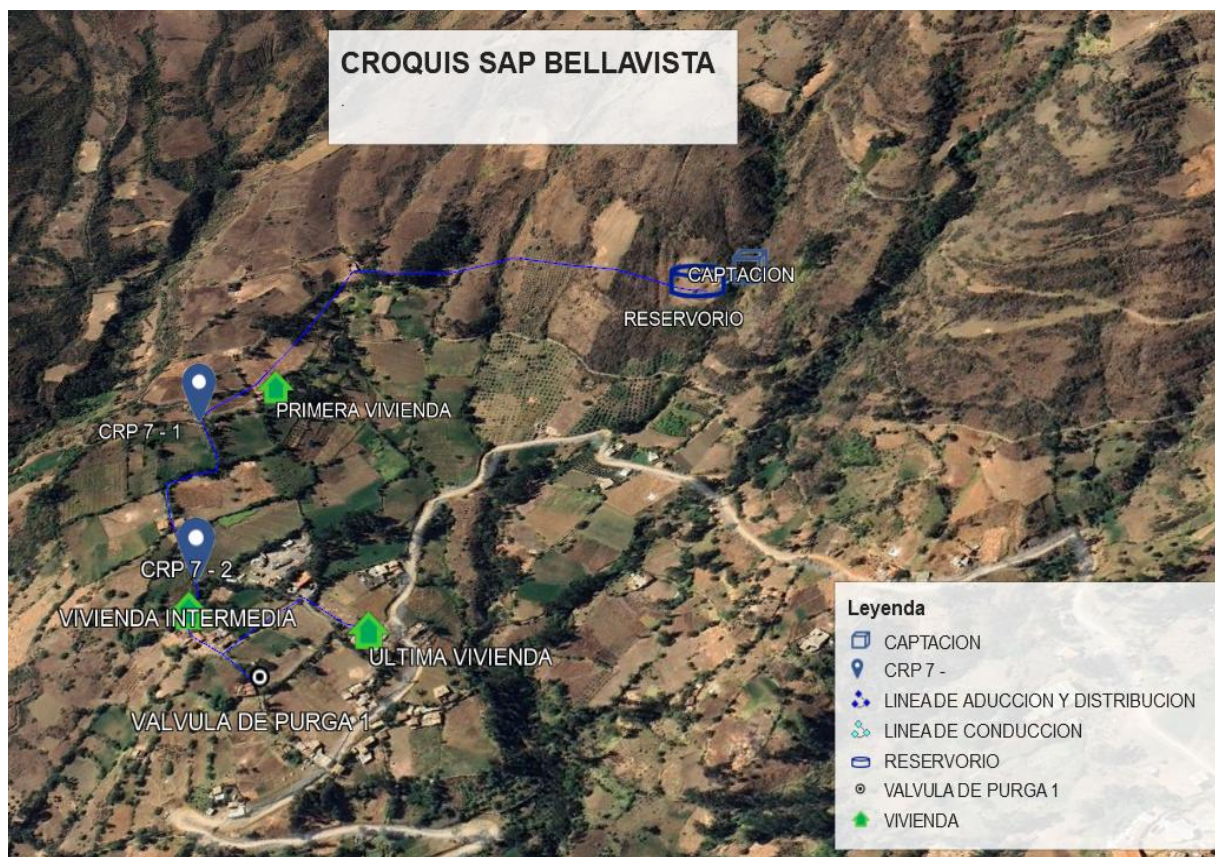 CROQUIS SAP BELLAVISTA
.
CAPTACION
RESERVORIO
PRIMERA VIVIENDA
CRP 7 - 1
CRP 7 - 2
VIVIENDA INTERMEDIA
ULTIMA VIVIENDA
VALVULA DE PURGA 1
Leyenda
CAPTACION
CRP 7 -
LINEA DE ADUCCION Y DISTRIBUCION
LINEA DE CONDUCCION
RESERVORIO
VALVULA DE PURGA 1
VIVIENDA